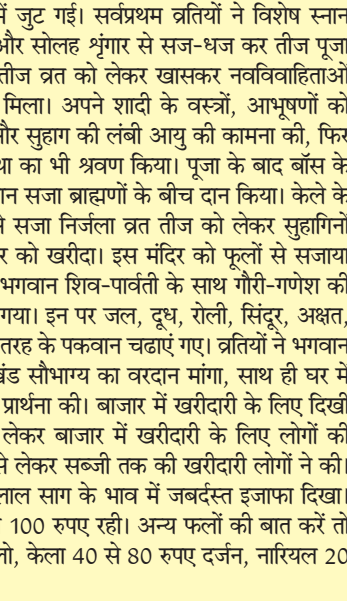 में जुट गई। सर्वप्रथम व्रतियों ने विशेष स्नान
और सोलह श्रृंगार से सज-धज कर तीज पूजा
तीज व्रत को लेकर खासकर नवविवाहिताओं
मिला। अपने शादी के वस्त्रों, आभूषणों को
और सुहाग की लंबी आयु की कामना की, फिर
था का भी श्रवण किया। पूजा के बाद बॉस के
सजा ब्राह्मणों के बीच दान किया। केले के
सजा निर्जला व्रत तीज को लेकर सुहागिनों
को खरीदा। इस मंदिर को फूलों से सजाया
भगवान शिव-पार्वती के साथ गौरी-गणेश की
गया। इन पर जल, दूध, रोली, सिंदूर, अक्षत,
तरह के पकवान चढाएं गए। व्रतियों ने भगवान
खंड सौभाग्य का वरदान मांगा, साथ ही घर में
प्रार्थना की। बाजार में खरीदारी के लिए दिखी
लेकर बाजार में खरीदारी के लिए लोगों की
से लेकर सब्जी तक की खरीदारी लोगों ने की।
लाल साग के भाव में जबर्दस्त इजाफा दिखा।
100 रुपए रही। अन्य फलों की बात करें तो
लो, केला 40 से 80 रुपए दर्जन, नारियल 20